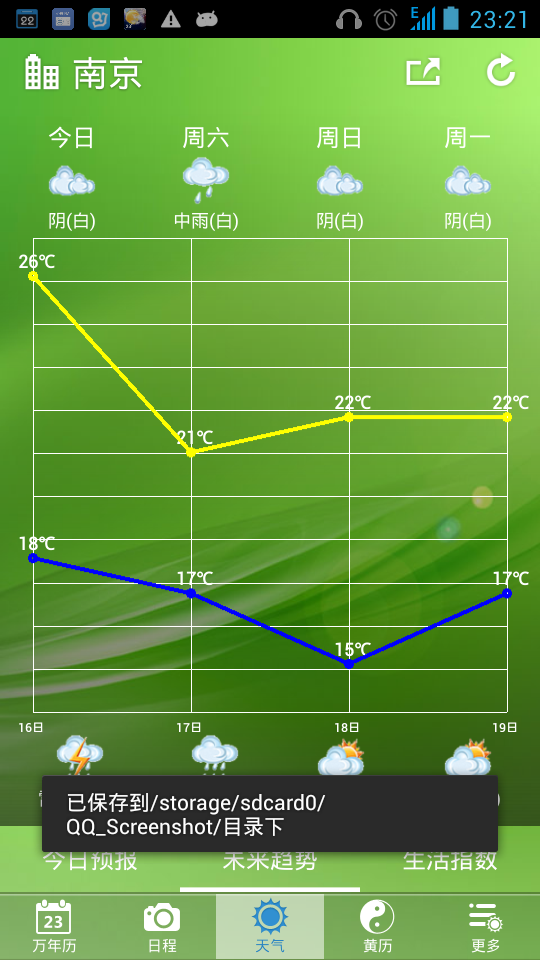 22
E
23:21
南京
今日 周六 周日 周一
阴(白) 中雨(白) 阴(白) 阴(白)
26℃
21℃
22℃
22℃
18℃
17℃
15℃
17℃
16日 17日 18日 19日
已保存到/storage/sdcard0/
QQ_Screenshot/目录下
今日预报 未来趋势 生活指数
23
万年历 日程 天气 黄历 更多